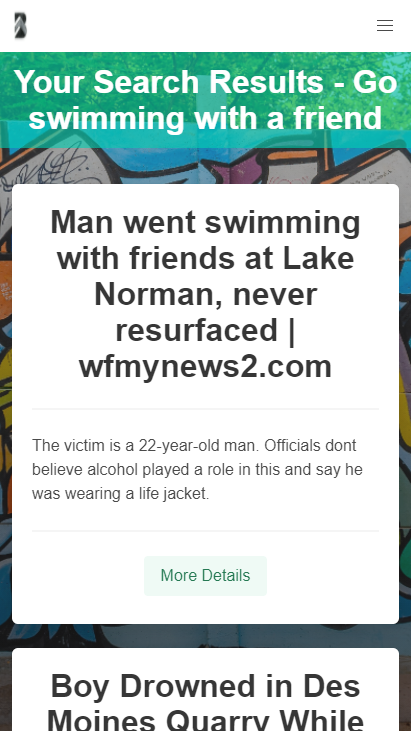 Your Search Results - Go
swimming with a friend
Man went swimming
with friends at Lake
Norman, never
resurfaced |
wfmynews2.com
The victim is a 22-year-old man. Officials dont
believe alcohol played a role in this and say he
was wearing a life jacket.
More Details
Boy Drowned in Des
Moines Quarry While